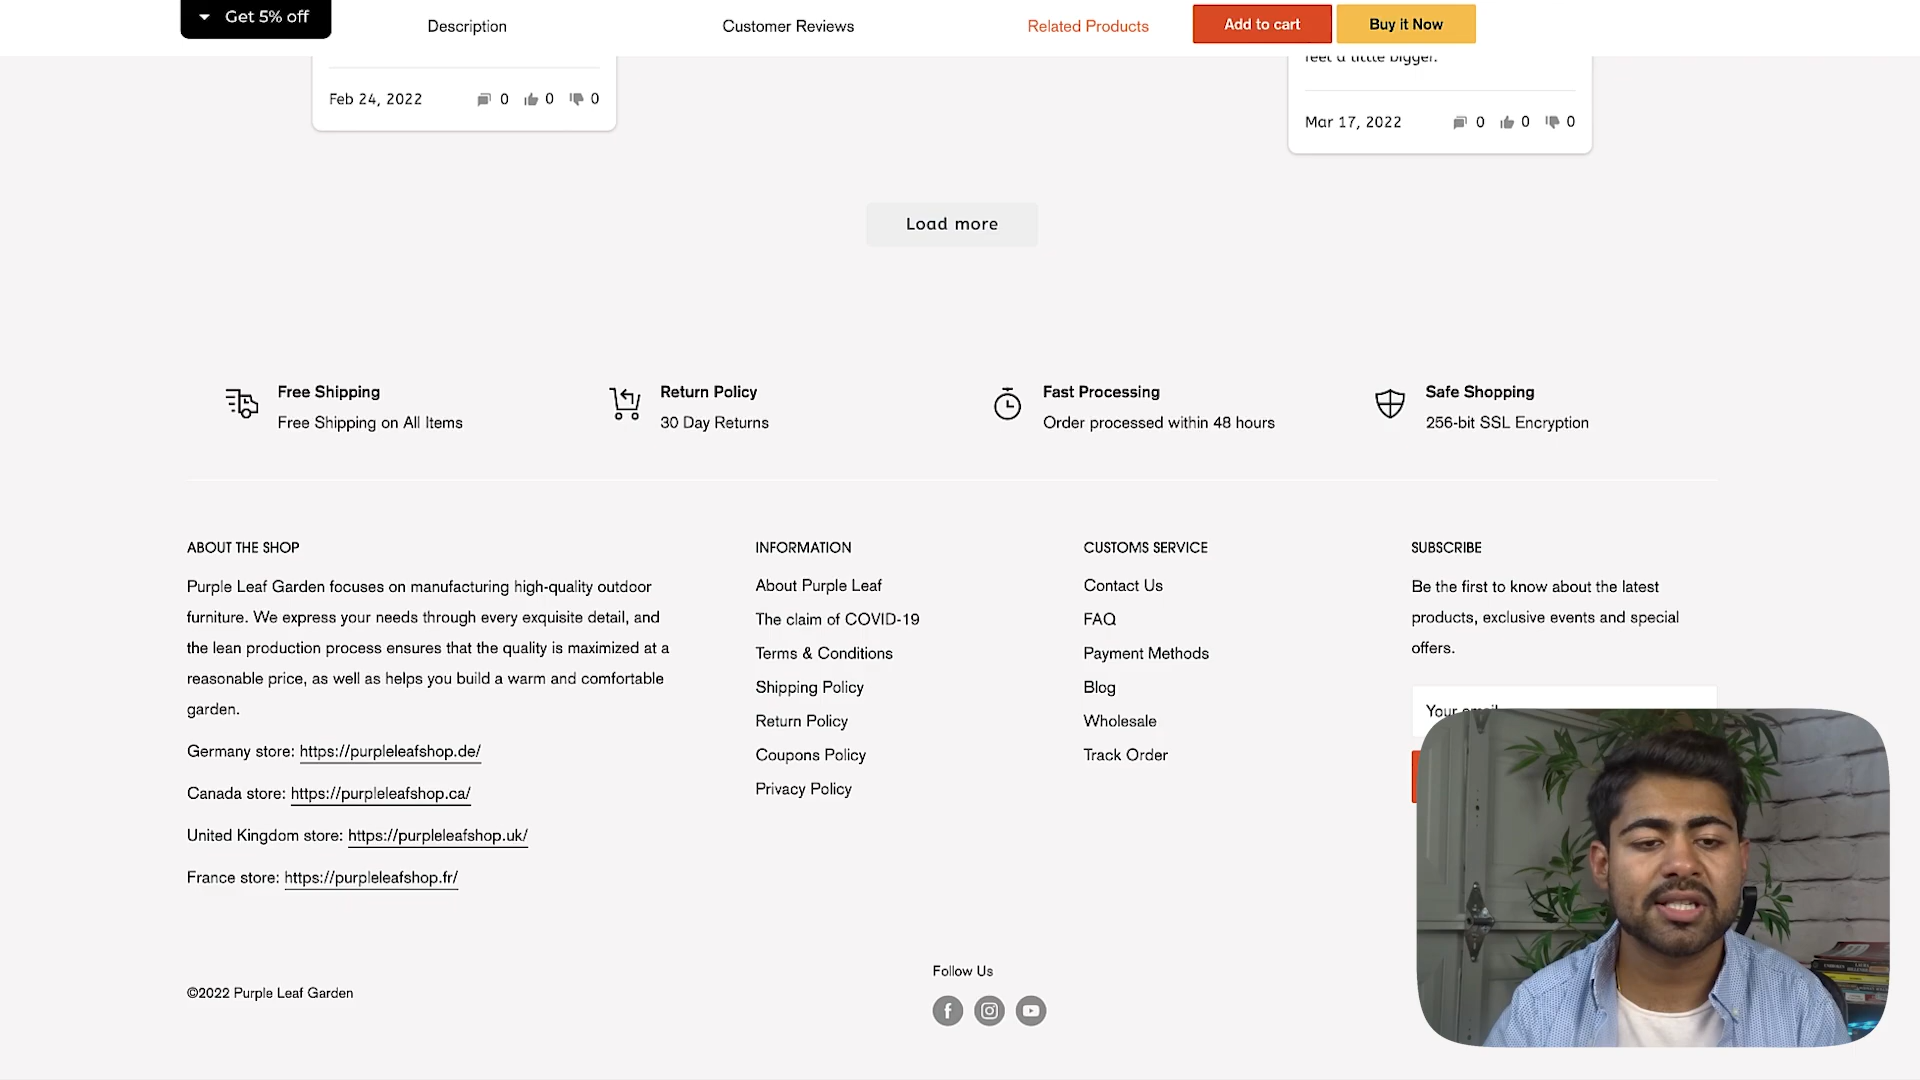 Get 5% off
Description
Customer Reviews
Related Products
Add to cart
Buy it Now
feel a little bigger.
Feb 24, 2022
0
0
0
Mar 17, 2022
0
0
0
Load more
Free Shipping
Free Shipping on All Items
Return Policy
30 Day Returns
Fast Processing
Order processed within 48 hours
Safe Shopping
256-bit SSL Encryption
ABOUT THE SHOP
Purple Leaf Garden focuses on manufacturing high-quality outdoor
furniture. We express your needs through every exquisite detail, and
the lean production process ensures that the quality is maximized at a
reasonable price, as well as helps you build a warm and comfortable
garden.
Germany store: https://purpleleafshop.de/
Canada store: https://purpleleafshop.ca/
United Kingdom store: https://purpleleafshop.uk/
France store: https://purpleleafshop.fr/
INFORMATION
About Purple Leaf
The claim of COVID-19
Terms & Conditions
Shipping Policy
Return Policy
Coupons Policy
Privacy Policy
CUSTOMS SERVICE
Contact Us
FAQ
Payment Methods
Blog
Wholesale
Track Order
SUBSCRIBE
Be the first to know about the latest
products, exclusive events and special
offers.
Your email
©2022 Purple Leaf Garden
Follow Us